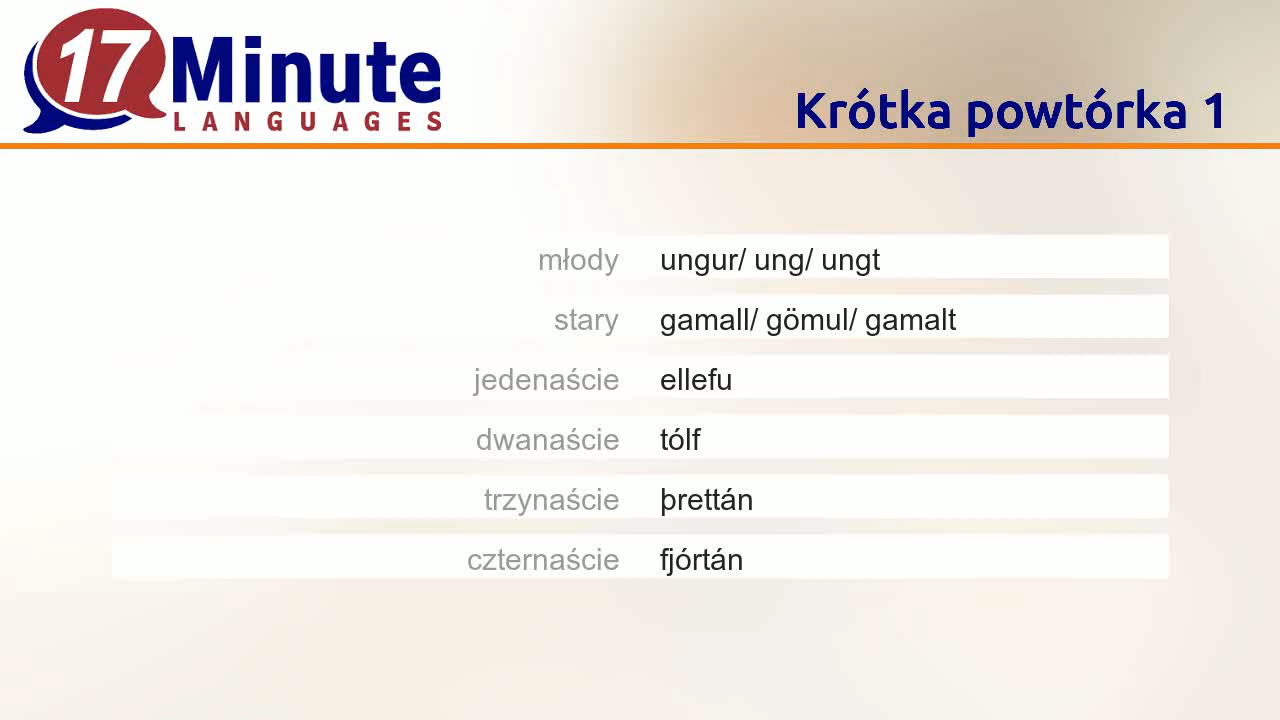 17 Minute
LANGUAGES
Krótka powtórka 1
młody ungur/ ung/ ungt
stary gamall/ gömul/ gamalt
jedenaście ellefu
dwanaście tólf
trzynaście þrettán
czternaście fjórtán